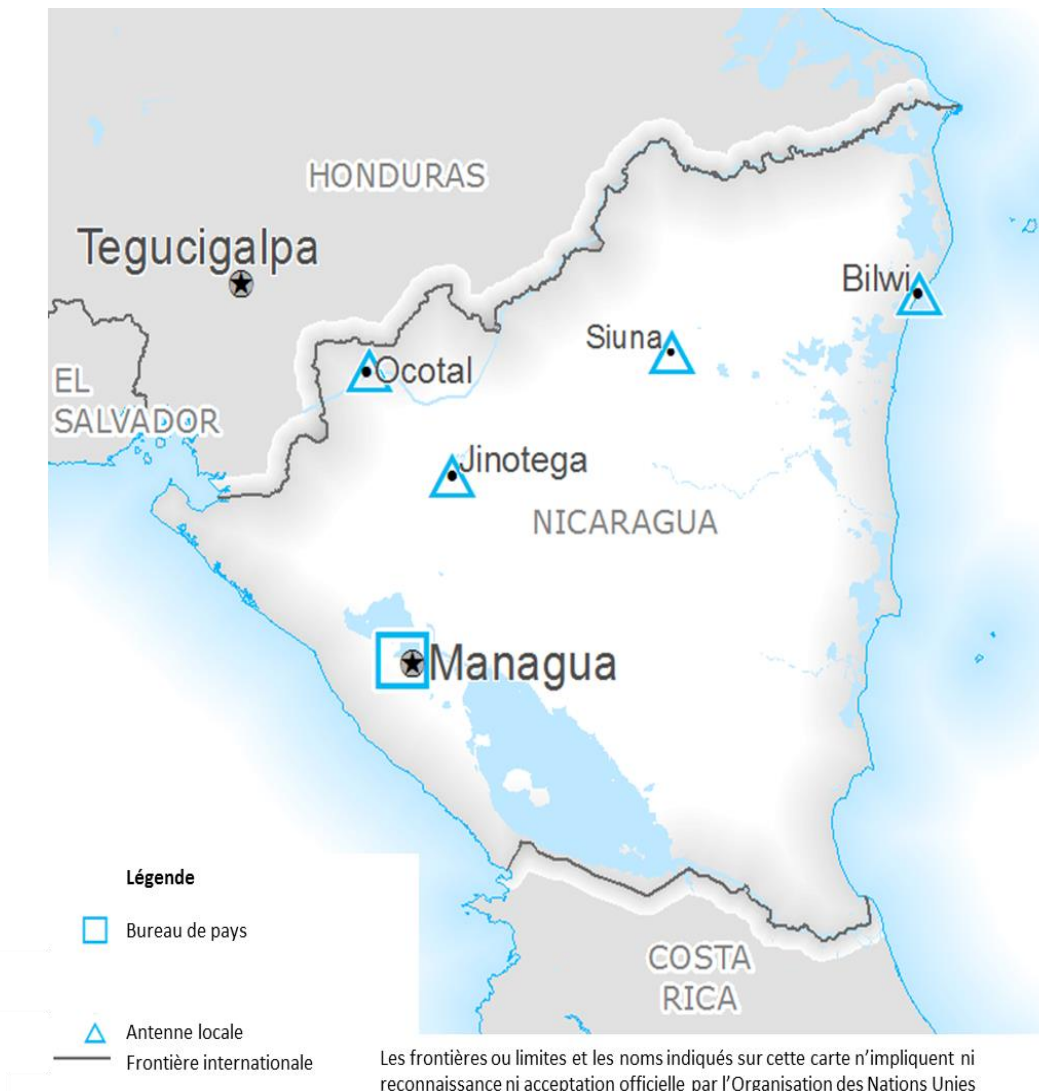 HONDURAS
Tegucigalpa
Bilwi
Siuna
Ocotal
EL
SALVADOR
Jinotega
NICARAGUA
Managua
Légende
Bureau de pays
COSTA
RICA
Antenne locale
Frontière internationale
Les frontières ou limites et les noms indiqués sur cette carte n'impliquent ni
reconnaissance ni acceptation officielle par l'Organisation des Nations Unies